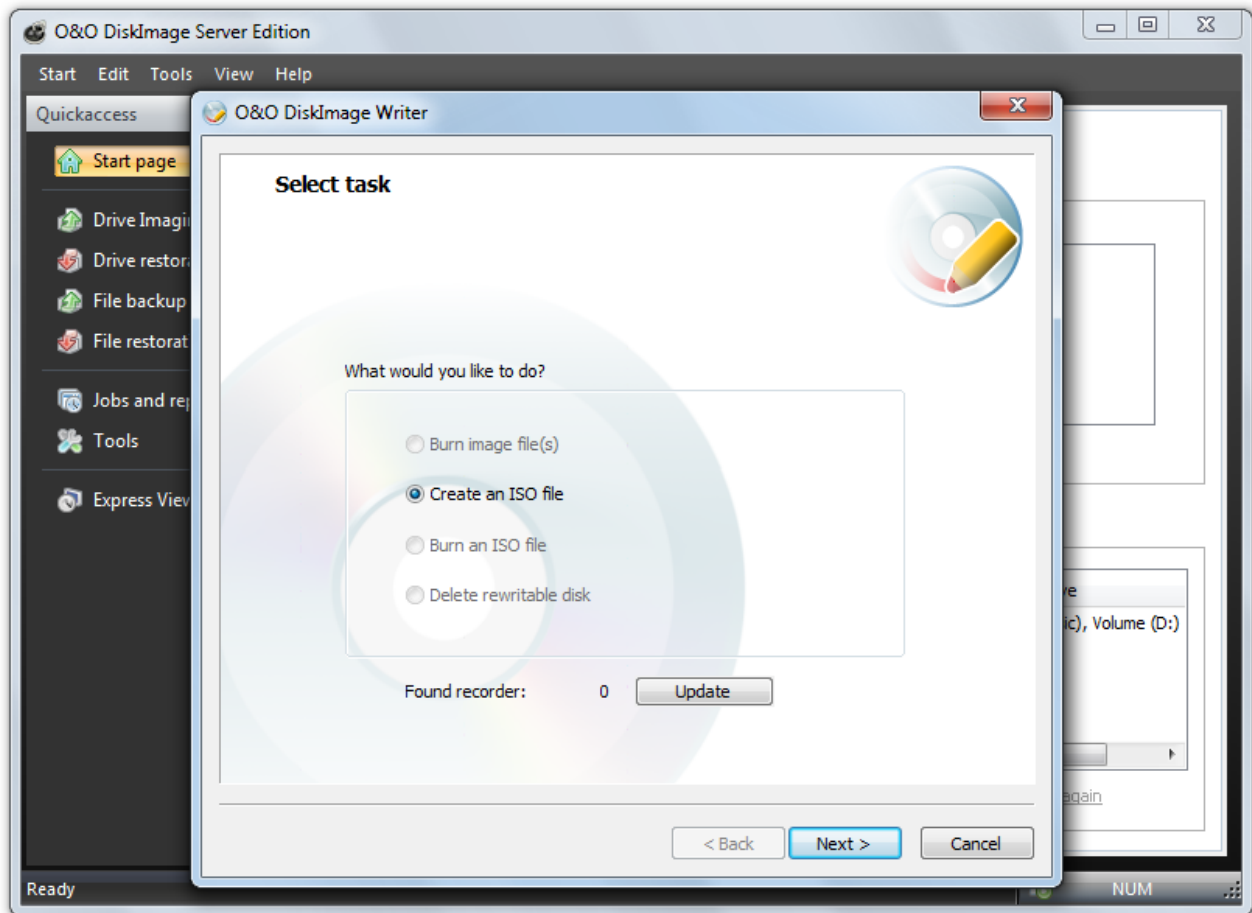 O&O DiskImage Server Edition
Start Edit Tools View Help
Quickaccess
Start page
Drive Imagi
Drive restor
File backup
File restorat
Jobs and rep
Tools
Express View
O&O DiskImage Writer
Select task
What would you like to do?
Burn image file(s)
Create an ISO file
Burn an ISO file
Delete rewritable disk
Found recorder: 0 Update
< Back Next > Cancel
ve
ic), Volume (D:)
again
Ready NUM